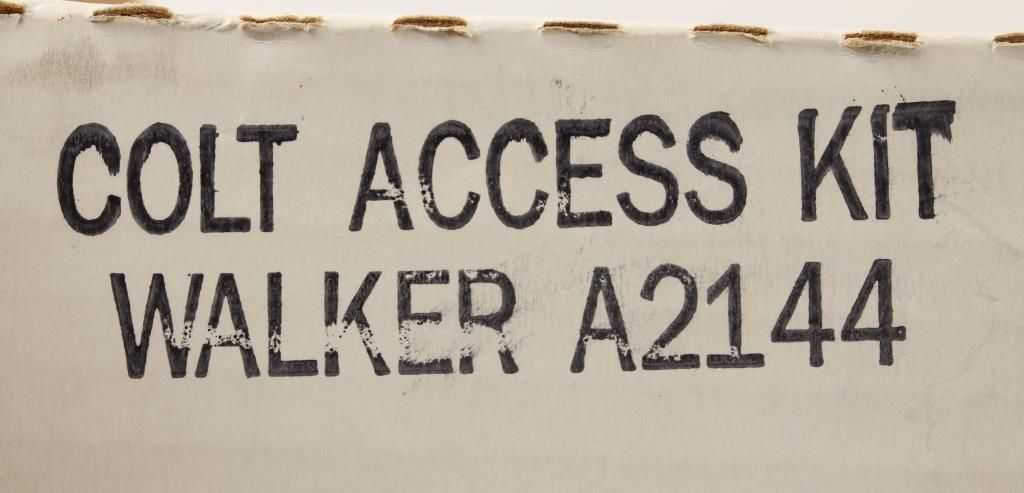 COLT ACCESS KIT
WALKER A2144